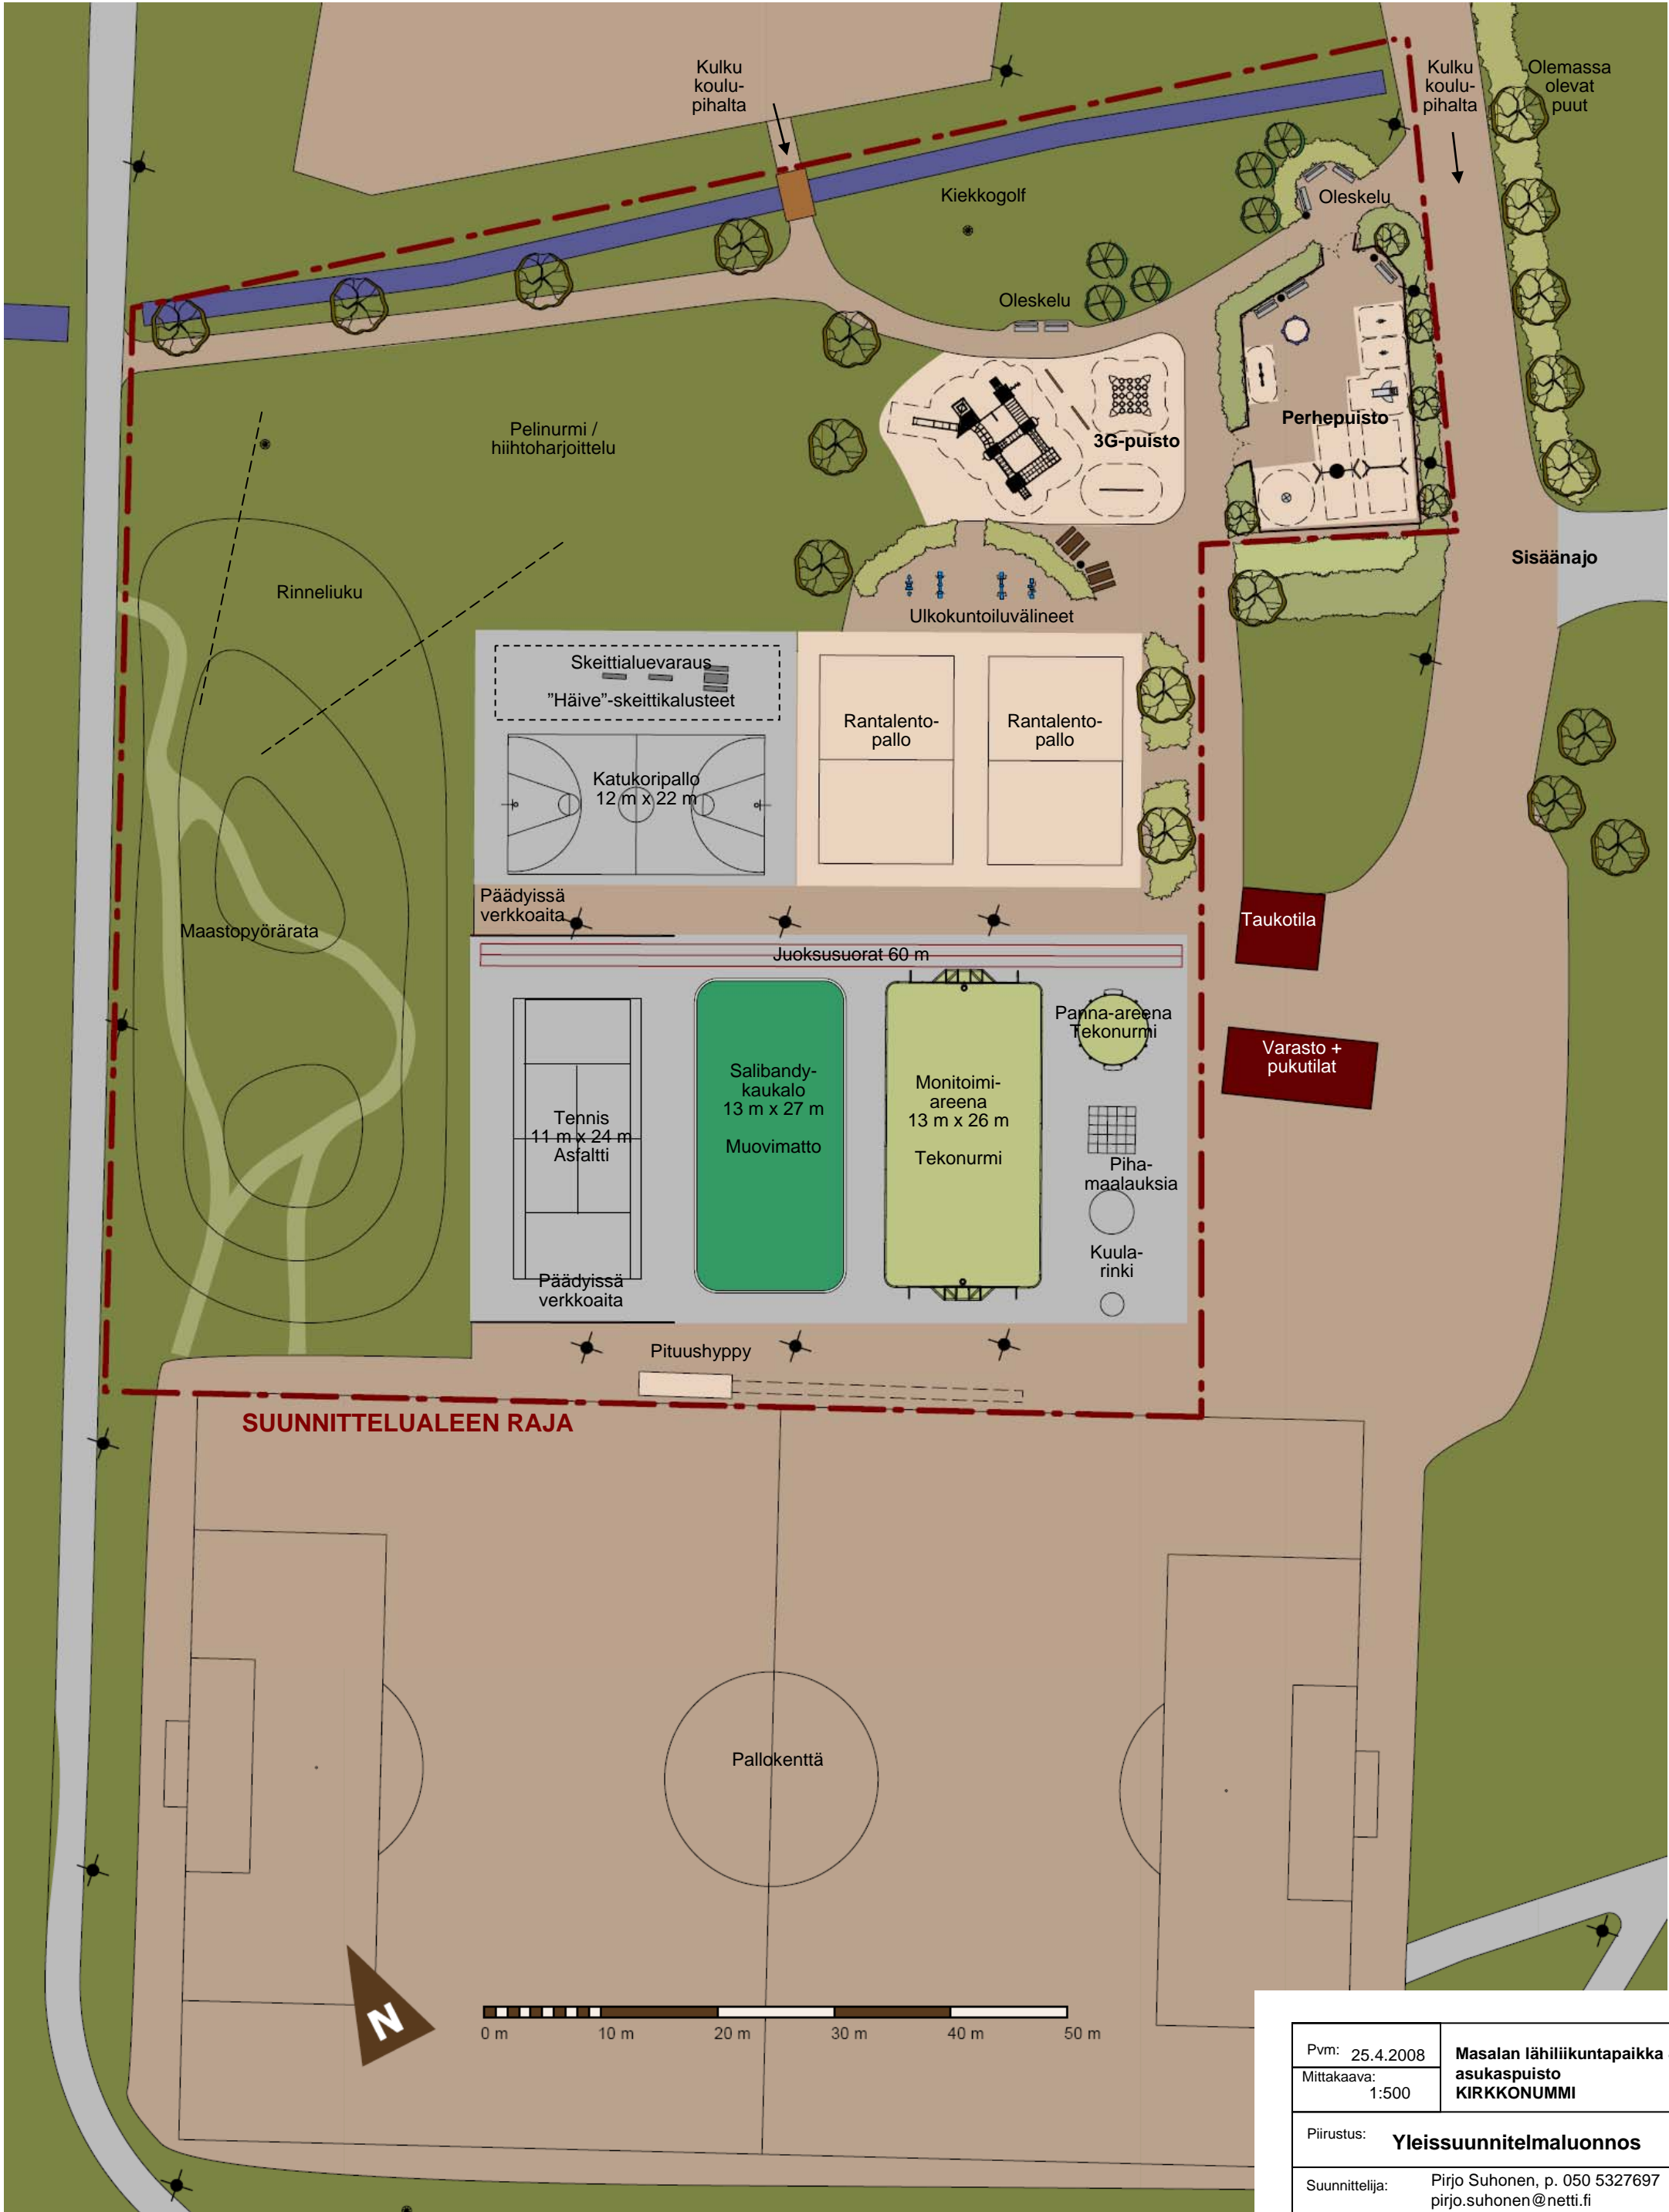 Kulku
koulu-
pihalta
Kulku
koulu-
pihalta
Olemassa
olevat
puut
Kiekkogolf
Oleskelu
Oleskelu
Pelinurmi /
hiihtoharjoittelu
3G-puisto
Perhepuisto
Sisäänajo
Rinneliuku
Ulkokuntoiluvälineet
Skeittialuevaraus
”Häive”-skeittikalusteet
Rantalento-
pallo
Rantalento-
pallo
Katukoripallo
12 m x 22 m
Päädyissä
verkkoaita
Taukotila
Maastopyörärata
Juoksusuorat 60 m
Panna-areena
Tekonurmi
Varasto +
pukutilat
Salibandy-
kaukalo
13 m x 27 m
Muovimatto
Monitoimi-
areena
13 m x 26 m
Tekonurmi
Tennis
11 m x 24 m
Asfaltti
Piha-
maalauksia
Kuula-
rinki
Päädyissä
verkkoaita
Pituushyppy
SUUNNITTELUALEEN RAJA
Pallokenttä
N
0 m 10 m 20 m 30 m 40 m 50 m
Pvm: 25.4.2008
Mittakaava:
1:500
Masalan lähiliikuntapaikka
asukaspuisto
KIRKKONUMMI
Piirustus: Yleissuunnitelmaluonnos
Suunnittelija: Pirjo Suhonen, p. 050 5327697
pirjo.suhonen@netti.fi